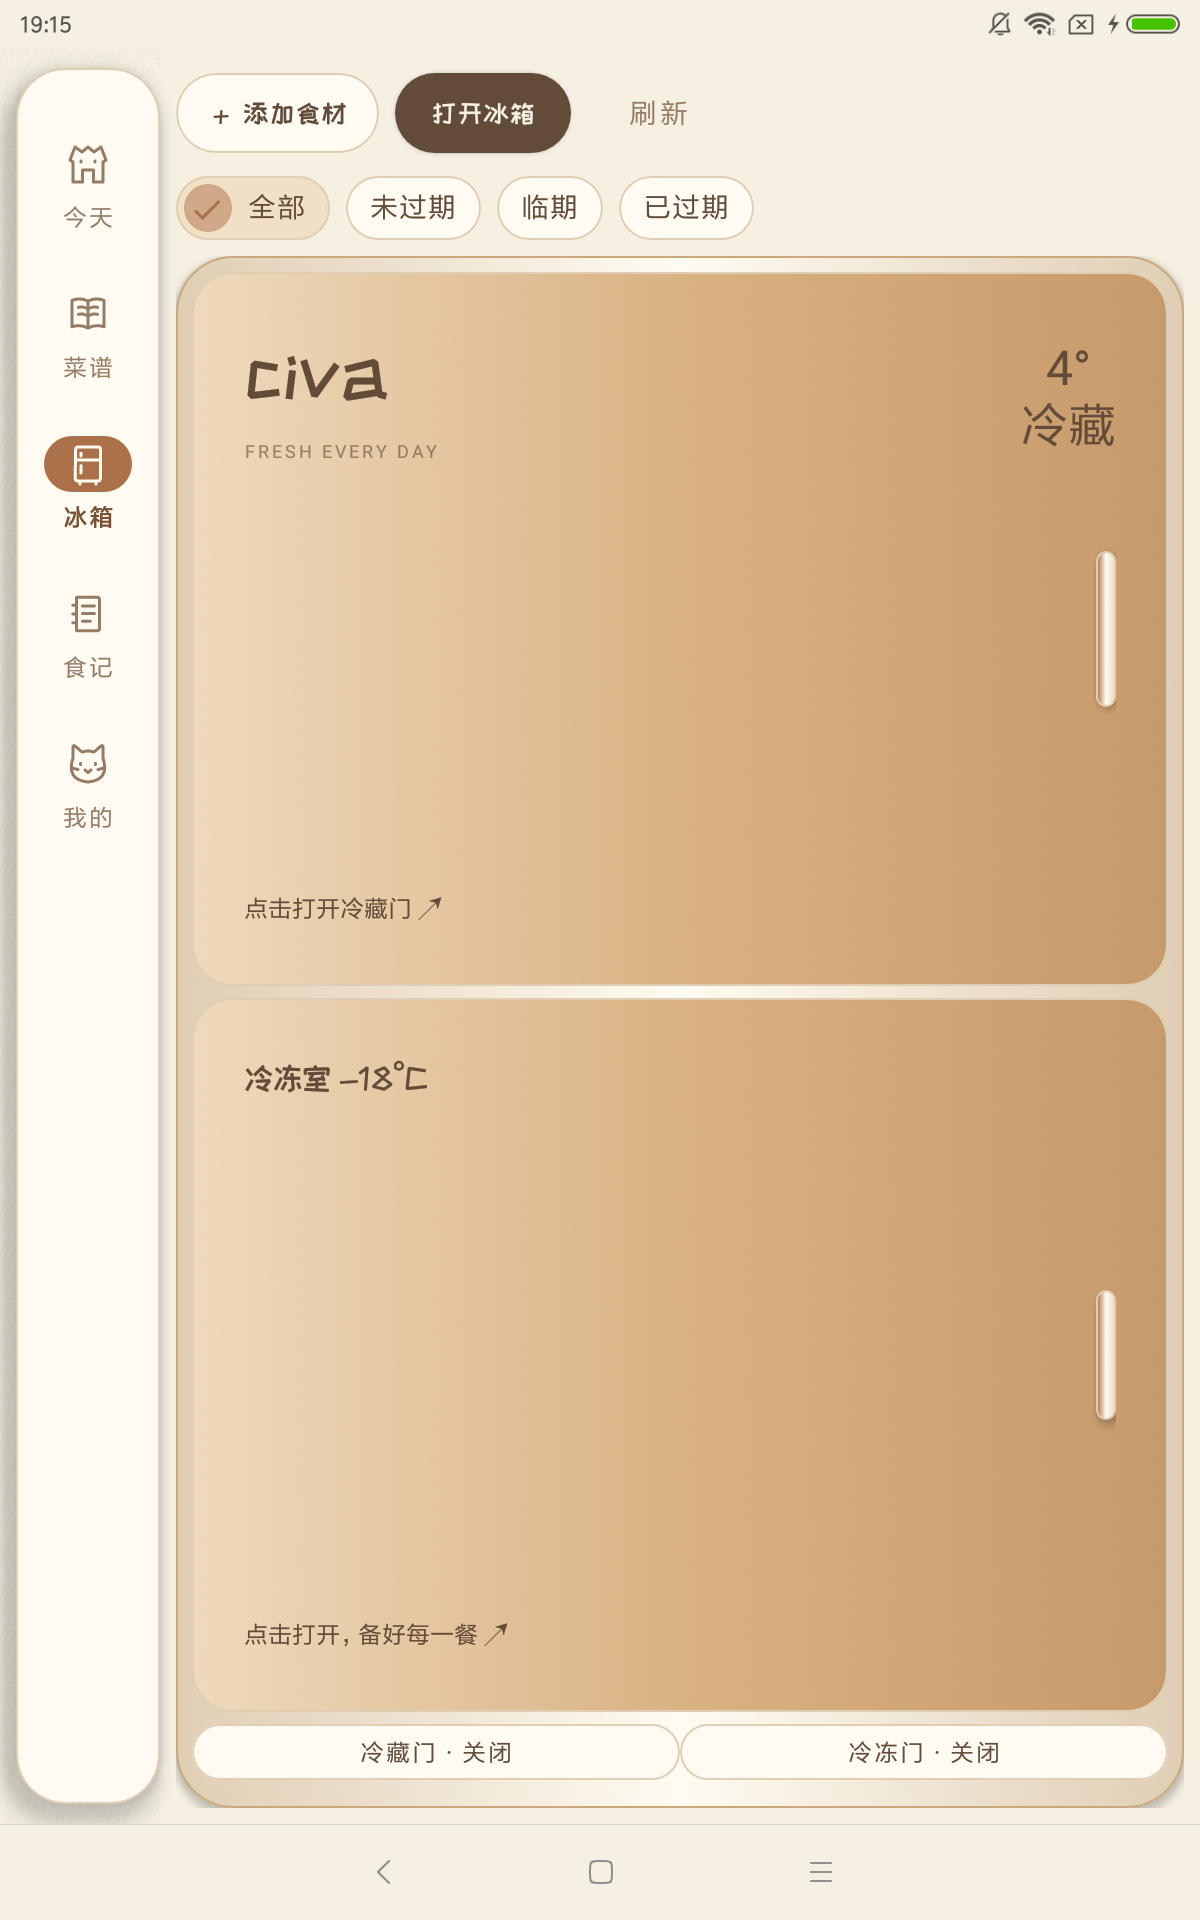 19:15
+ 添加食材
打开冰箱
刷新
全部
未过期
临期
已过期
今天
菜谱
冰箱
食记
我的
civa
FRESH EVERY DAY
4°
冷藏
点击打开冷藏门 ↗
冷冻室 -18°C
点击打开，备好每一餐 ↗
冷藏门 · 关闭
冷冻门 · 关闭